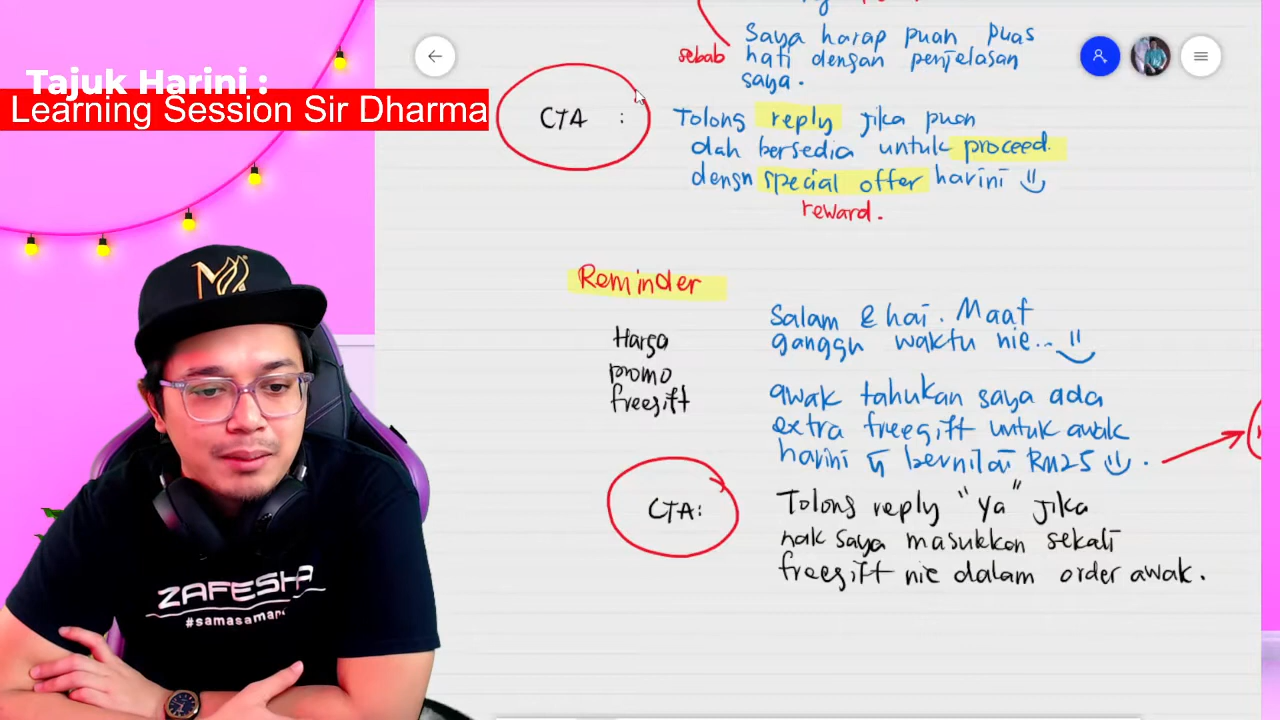 Tajuk Harini :
Learning Session Sir Dharma
sebab
Saya harap puan puas
hati dengan penjelasan
saya.
CTA :
Tolong reply jika puan
dah bersedia untuk proceed.
dengn special offer harini
reward.
Reminder
Harga
promo
freegift
Salam & hai. Maaf
ganggu waktu nie...
awak tahukan saya ada
extra freegift untuk awak
harini yg bernilai RM25 .
CTA:
Tolong reply "ya" jika
nak saya masukkan sekali
freegift nie dalam order awak.
ZAFESHA
#samasamama